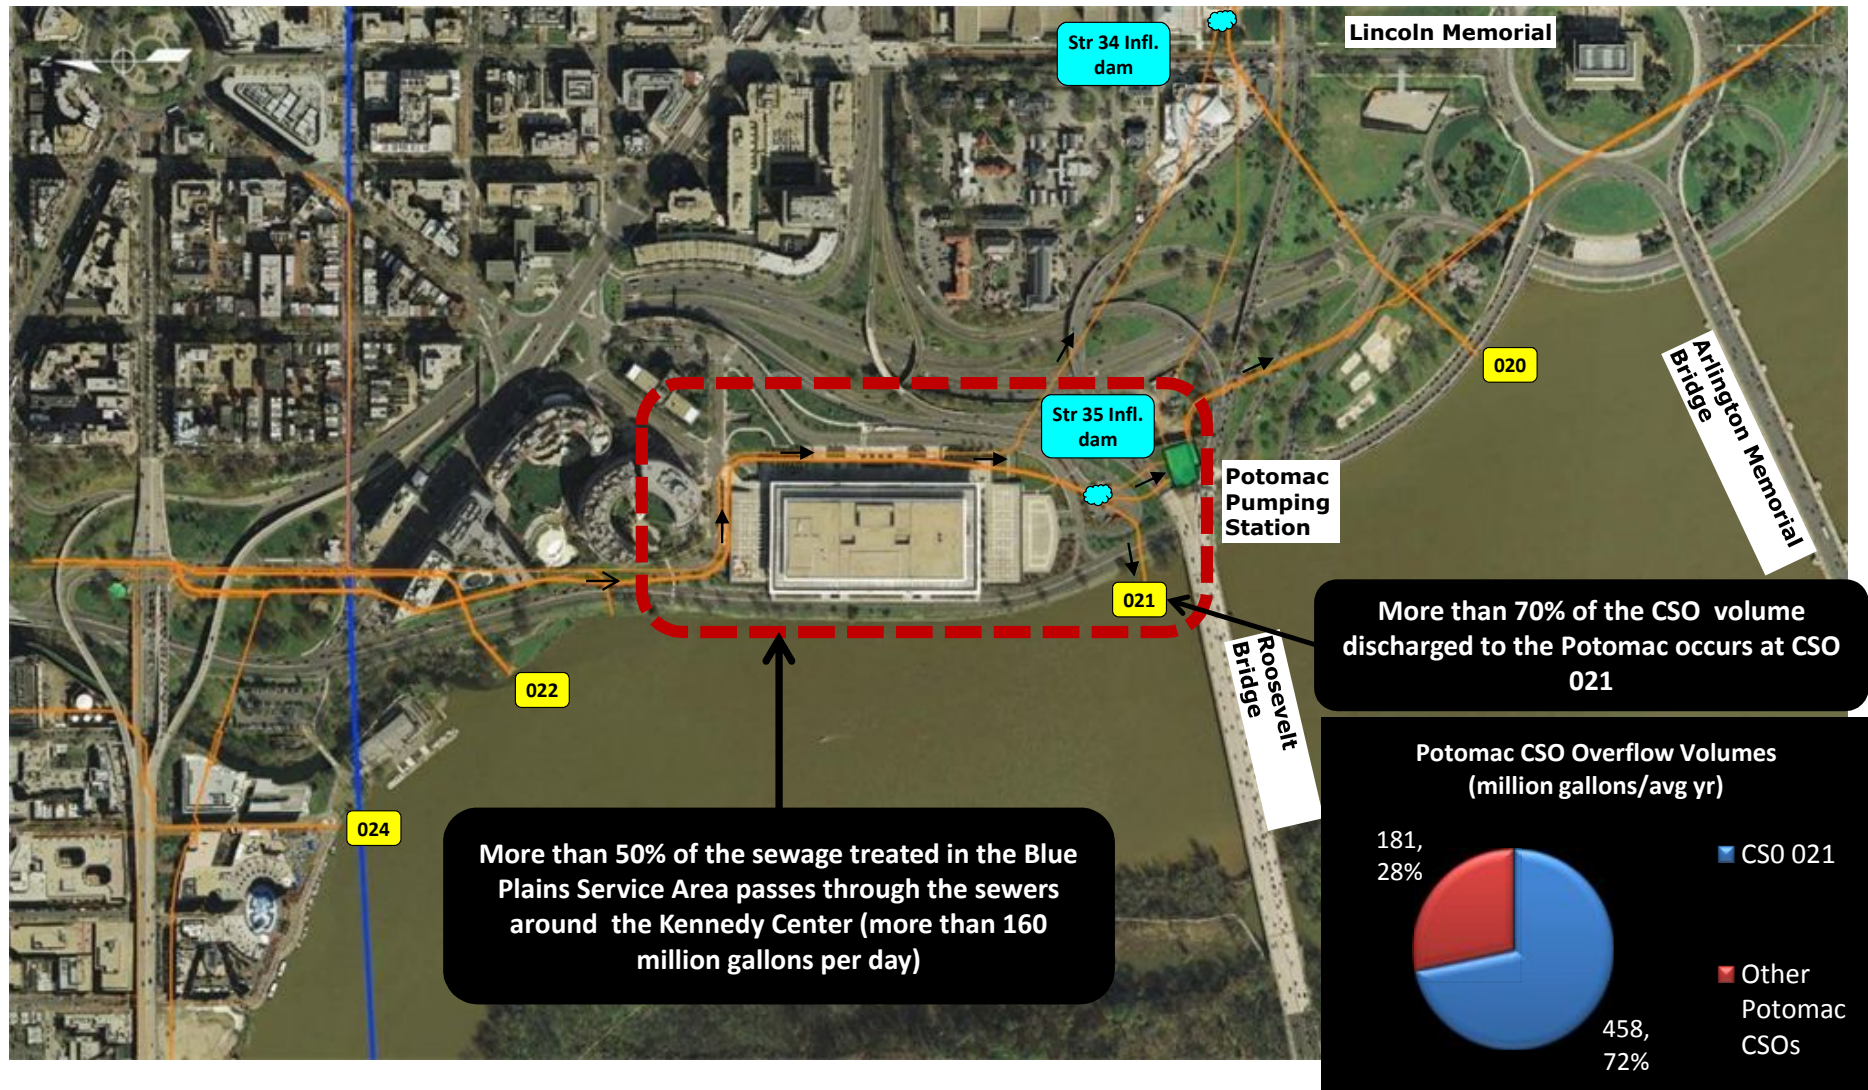 Lincoln Memorial
Str 34 Infl.
dam
020
Arlington Memorial
Bridge
Str 35 Infl.
dam
Potomac
Pumping
Station
021
More than 70% of the CSO volume
discharged to the Potomac occurs at CSO
021
Roosevelt
Bridge
022
024
More than 50% of the sewage treated in the Blue
Plains Service Area passes through the sewers
around the Kennedy Center (more than 160
million gallons per day)
Potomac CSO Overflow Volumes
(million gallons/avg yr)
181,
28%
CS0 021
Other
Potomac
CSOs
458,
72%